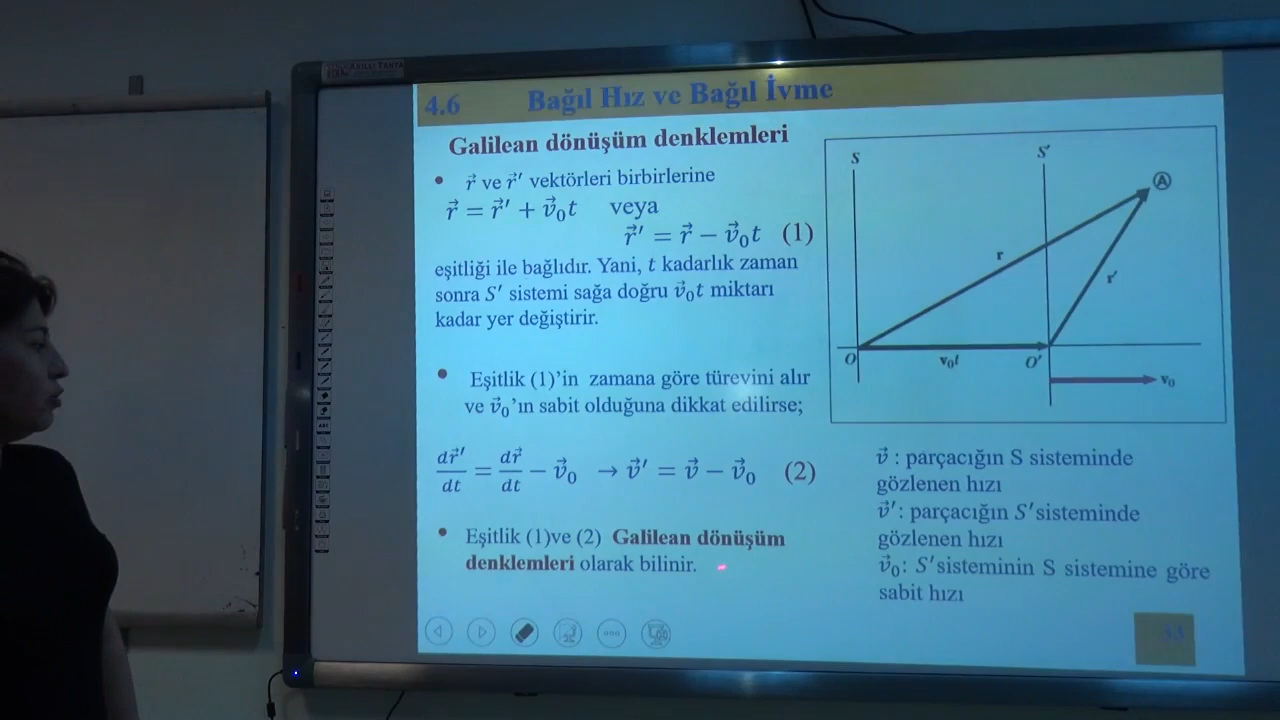 AKILLI TAHTA
4.6 Bağıl Hız ve Bağıl İvme
Galilean dönüşüm denklemleri
• r⃗ ve r⃗′ vektörleri birbirlerine
r⃗ = r⃗′ + v⃗₀t veya
r⃗′ = r⃗ − v⃗₀t (1)
eşitliği ile bağlıdır. Yani, t kadarlık zaman
sonra S′ sistemi sağa doğru v⃗₀t miktarı
kadar yer değiştirir.
• Eşitlik (1)’in zamana göre türevini alır
ve v⃗₀’ın sabit olduğuna dikkat edilirse;
dr⃗′/dt = dr⃗/dt − v⃗₀ → v⃗′ = v⃗ − v⃗₀ (2)
• Eşitlik (1)ve (2) Galilean dönüşüm
denklemleri olarak bilinir.
S S′
A
r r′
O v₀t O′
v₀
v⃗ : parçacığın S sisteminde
gözlenen hızı
v⃗′: parçacığın S′sisteminde
gözlenen hızı
v⃗₀: S′sisteminin S sistemine göre
sabit hızı
33
ABC